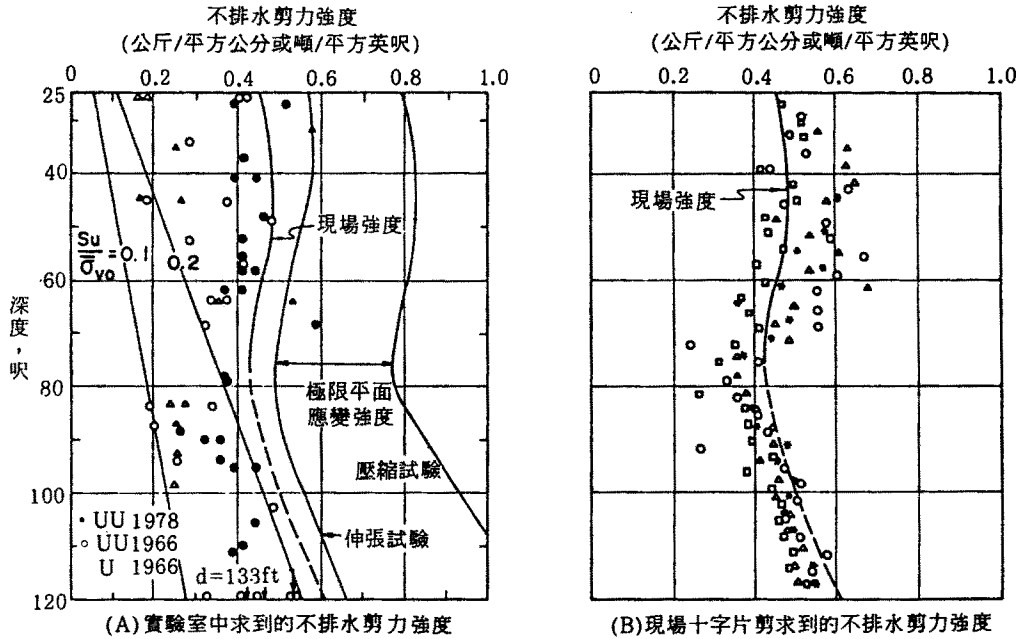 不排水剪力強度
(公斤/平方公分或噸/平方英呎)
0 0.2 0.4 0.6 0.8 1.0
25
40
60
80
100
120
深度，呎
Su/σ̄vo = 0.1
0.2
現場強度
極限平面
應變強度
壓縮試驗
伸張試驗
• UU 1978
○ UU 1966
U 1966
d=133ft
(A)實驗室中求到的不排水剪力強度
不排水剪力強度
(公斤/平方公分或噸/平方英呎)
0 0.2 0.4 0.6 0.8 1.0
現場強度
(B)現場十字片剪求到的不排水剪力強度